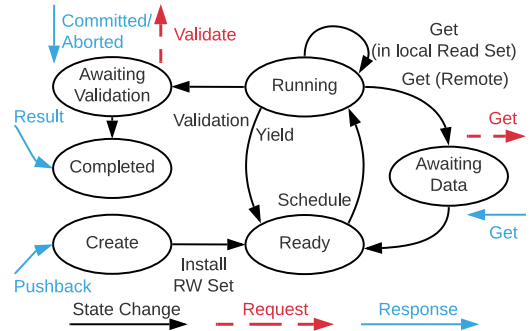 Committed/
Aborted
Validate
Get
(in local Read Set)
Awaiting
Validation
Running
Get (Remote)
Result
Validation
Yield
Get
Completed
Awaiting
Data
Schedule
Create
Ready
Get
Install
RW Set
Pushback
State Change
Request
Response